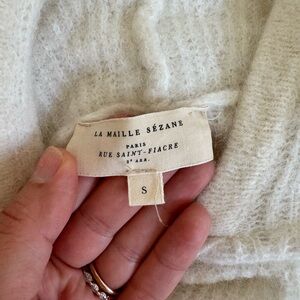 LA MAILLE SÉZANE
PARIS
RUE SAINT-FIACRE
2e ARR.
S